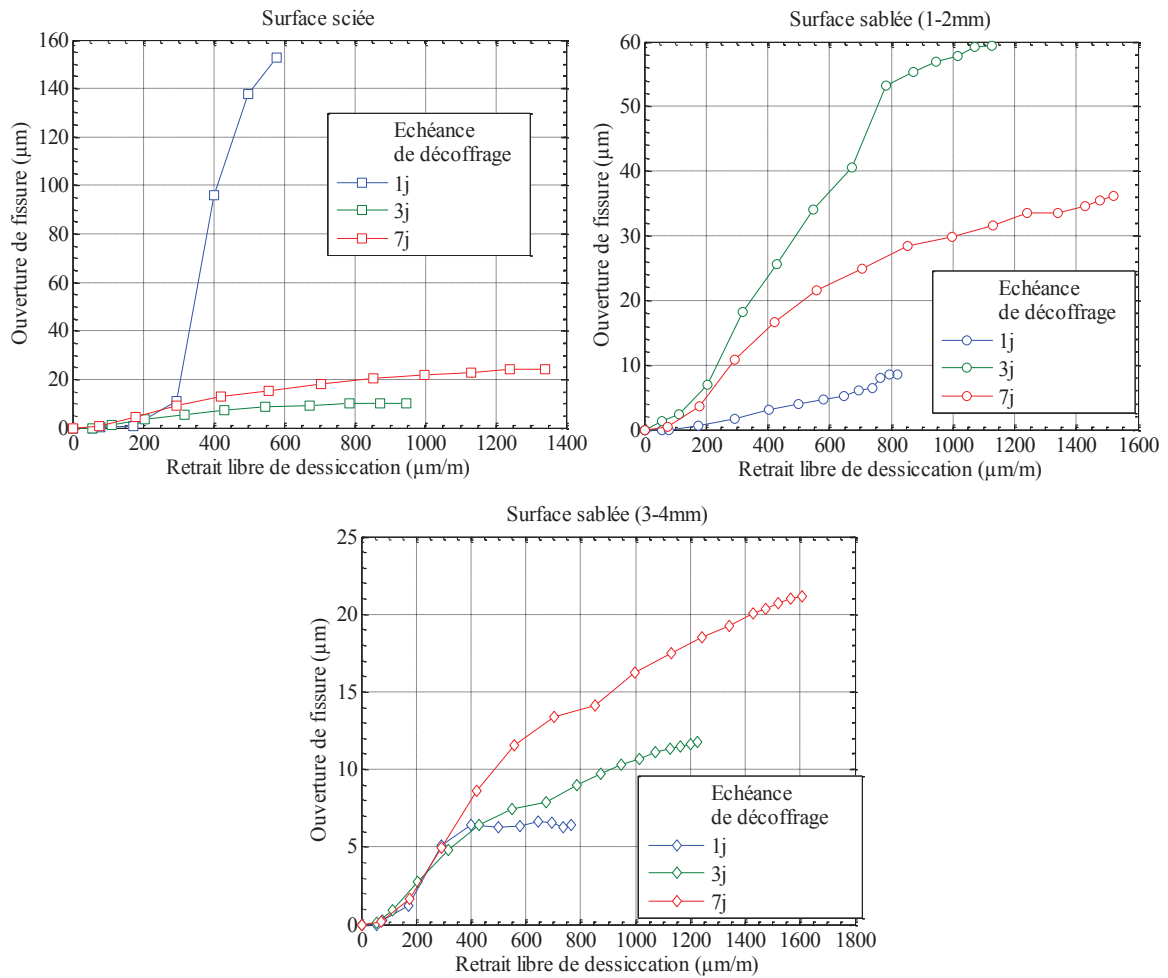 Surface sciée
160
140
120
100
80
60
40
20
0
Ouverture de fissure (µm)
0 200 400 600 800 1000 1200 1400
Retrait libre de dessiccation (µm/m)
Echéance
de décoffrage
1j
3j
7j
Surface sablée (1-2mm)
60
50
40
30
20
10
0
Ouverture de fissure (µm)
0 200 400 600 800 1000 1200 1400 1600
Retrait libre de dessiccation (µm/m)
Echéance
de décoffrage
1j
3j
7j
Surface sablée (3-4mm)
25
20
15
10
5
0
Ouverture de fissure (µm)
0 200 400 600 800 1000 1200 1400 1600 1800
Retrait libre de dessiccation (µm/m)
Echéance
de décoffrage
1j
3j
7j